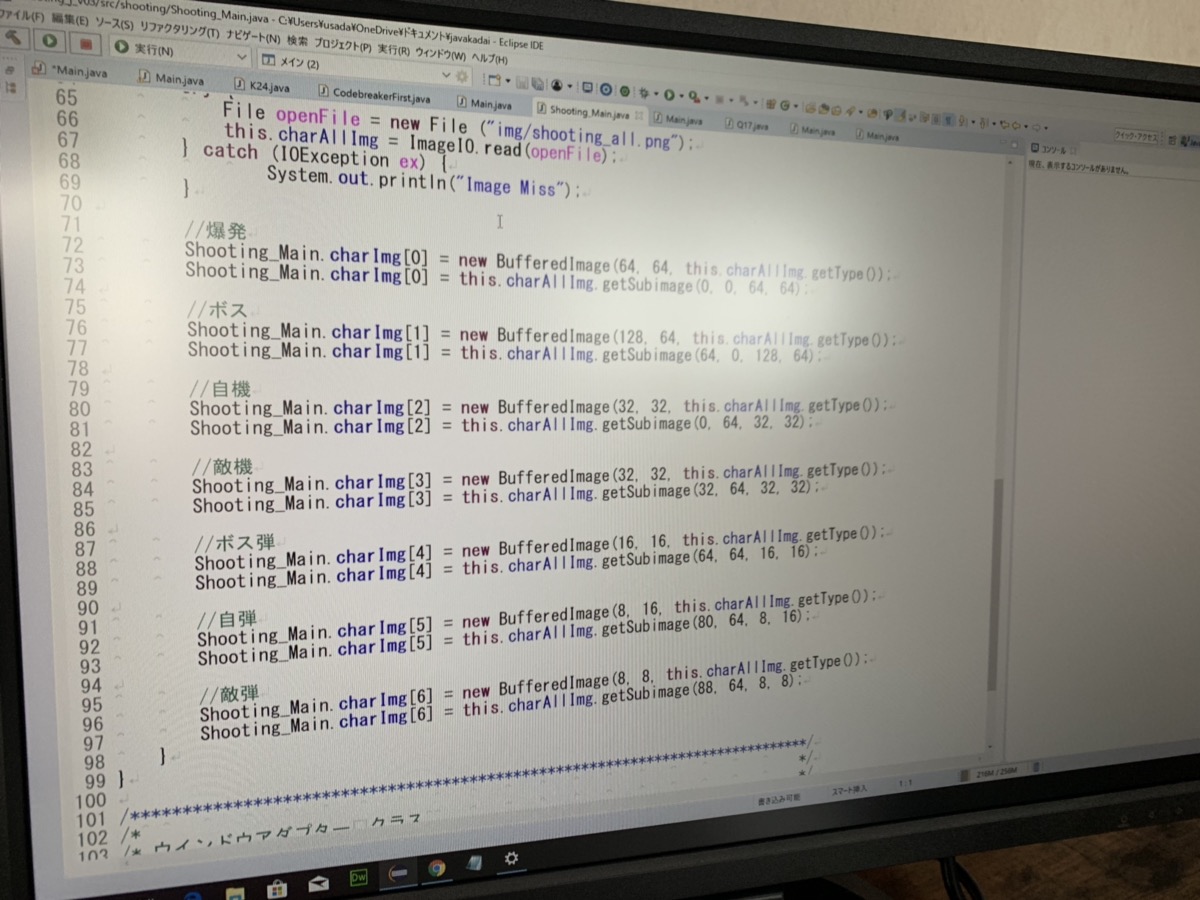 Shooting_Main.java - C:¥Users¥usada¥OneDrive¥ドキュメント¥javakadai - Eclipse IDE
ファイル(F) 編集(E) ソース(S) リファクタリング(T) ナビゲート(N) 検索 プロジェクト(P) 実行(R) ウィンドウ(W) ヘルプ(H)
実行(N) メイン (2)
*Main.java Main.java K24.java CodebreakerFirst.java Main.java Shooting_Main.java Main.java Q17.java Main.java Main.java
クイック・アクセス
コンソール
現在、表示するコンソールがありません。
65
66 File openFile = new File ("img/shooting_all.png");
67 this.charAllImg = ImageIO.read(openFile);
68 } catch (IOException ex) {
69 System.out.println("Image Miss");
70 }
71
72 //爆発
73 Shooting_Main.charImg[0] = new BufferedImage(64, 64, this.charAllImg.getType());
74 Shooting_Main.charImg[0] = this.charAllImg.getSubimage(0, 0, 64, 64);
75
76 //ボス
77 Shooting_Main.charImg[1] = new BufferedImage(128, 64, this.charAllImg.getType());
78 Shooting_Main.charImg[1] = this.charAllImg.getSubimage(64, 0, 128, 64);
79
80 //自機
81 Shooting_Main.charImg[2] = new BufferedImage(32, 32, this.charAllImg.getType());
82 Shooting_Main.charImg[2] = this.charAllImg.getSubimage(0, 64, 32, 32);
83
84 //敵機
85 Shooting_Main.charImg[3] = new BufferedImage(32, 32, this.charAllImg.getType());
86 Shooting_Main.charImg[3] = this.charAllImg.getSubimage(32, 64, 32, 32);
87
88 //ボス弾
89 Shooting_Main.charImg[4] = new BufferedImage(16, 16, this.charAllImg.getType());
90 Shooting_Main.charImg[4] = this.charAllImg.getSubimage(64, 64, 16, 16);
91
92 //自弾
93 Shooting_Main.charImg[5] = new BufferedImage(8, 16, this.charAllImg.getType());
94 Shooting_Main.charImg[5] = this.charAllImg.getSubimage(80, 64, 8, 16);
95
96 //敵弾
97 Shooting_Main.charImg[6] = new BufferedImage(8, 8, this.charAllImg.getType());
98 Shooting_Main.charImg[6] = this.charAllImg.getSubimage(88, 64, 8, 8);
99 }
100 }
101 /****************************************************************/
102 /* */
103 /* ウインドウアダプター クラス */
書き込み可能 スマート挿入 1 : 1 216M / 256M
Dw